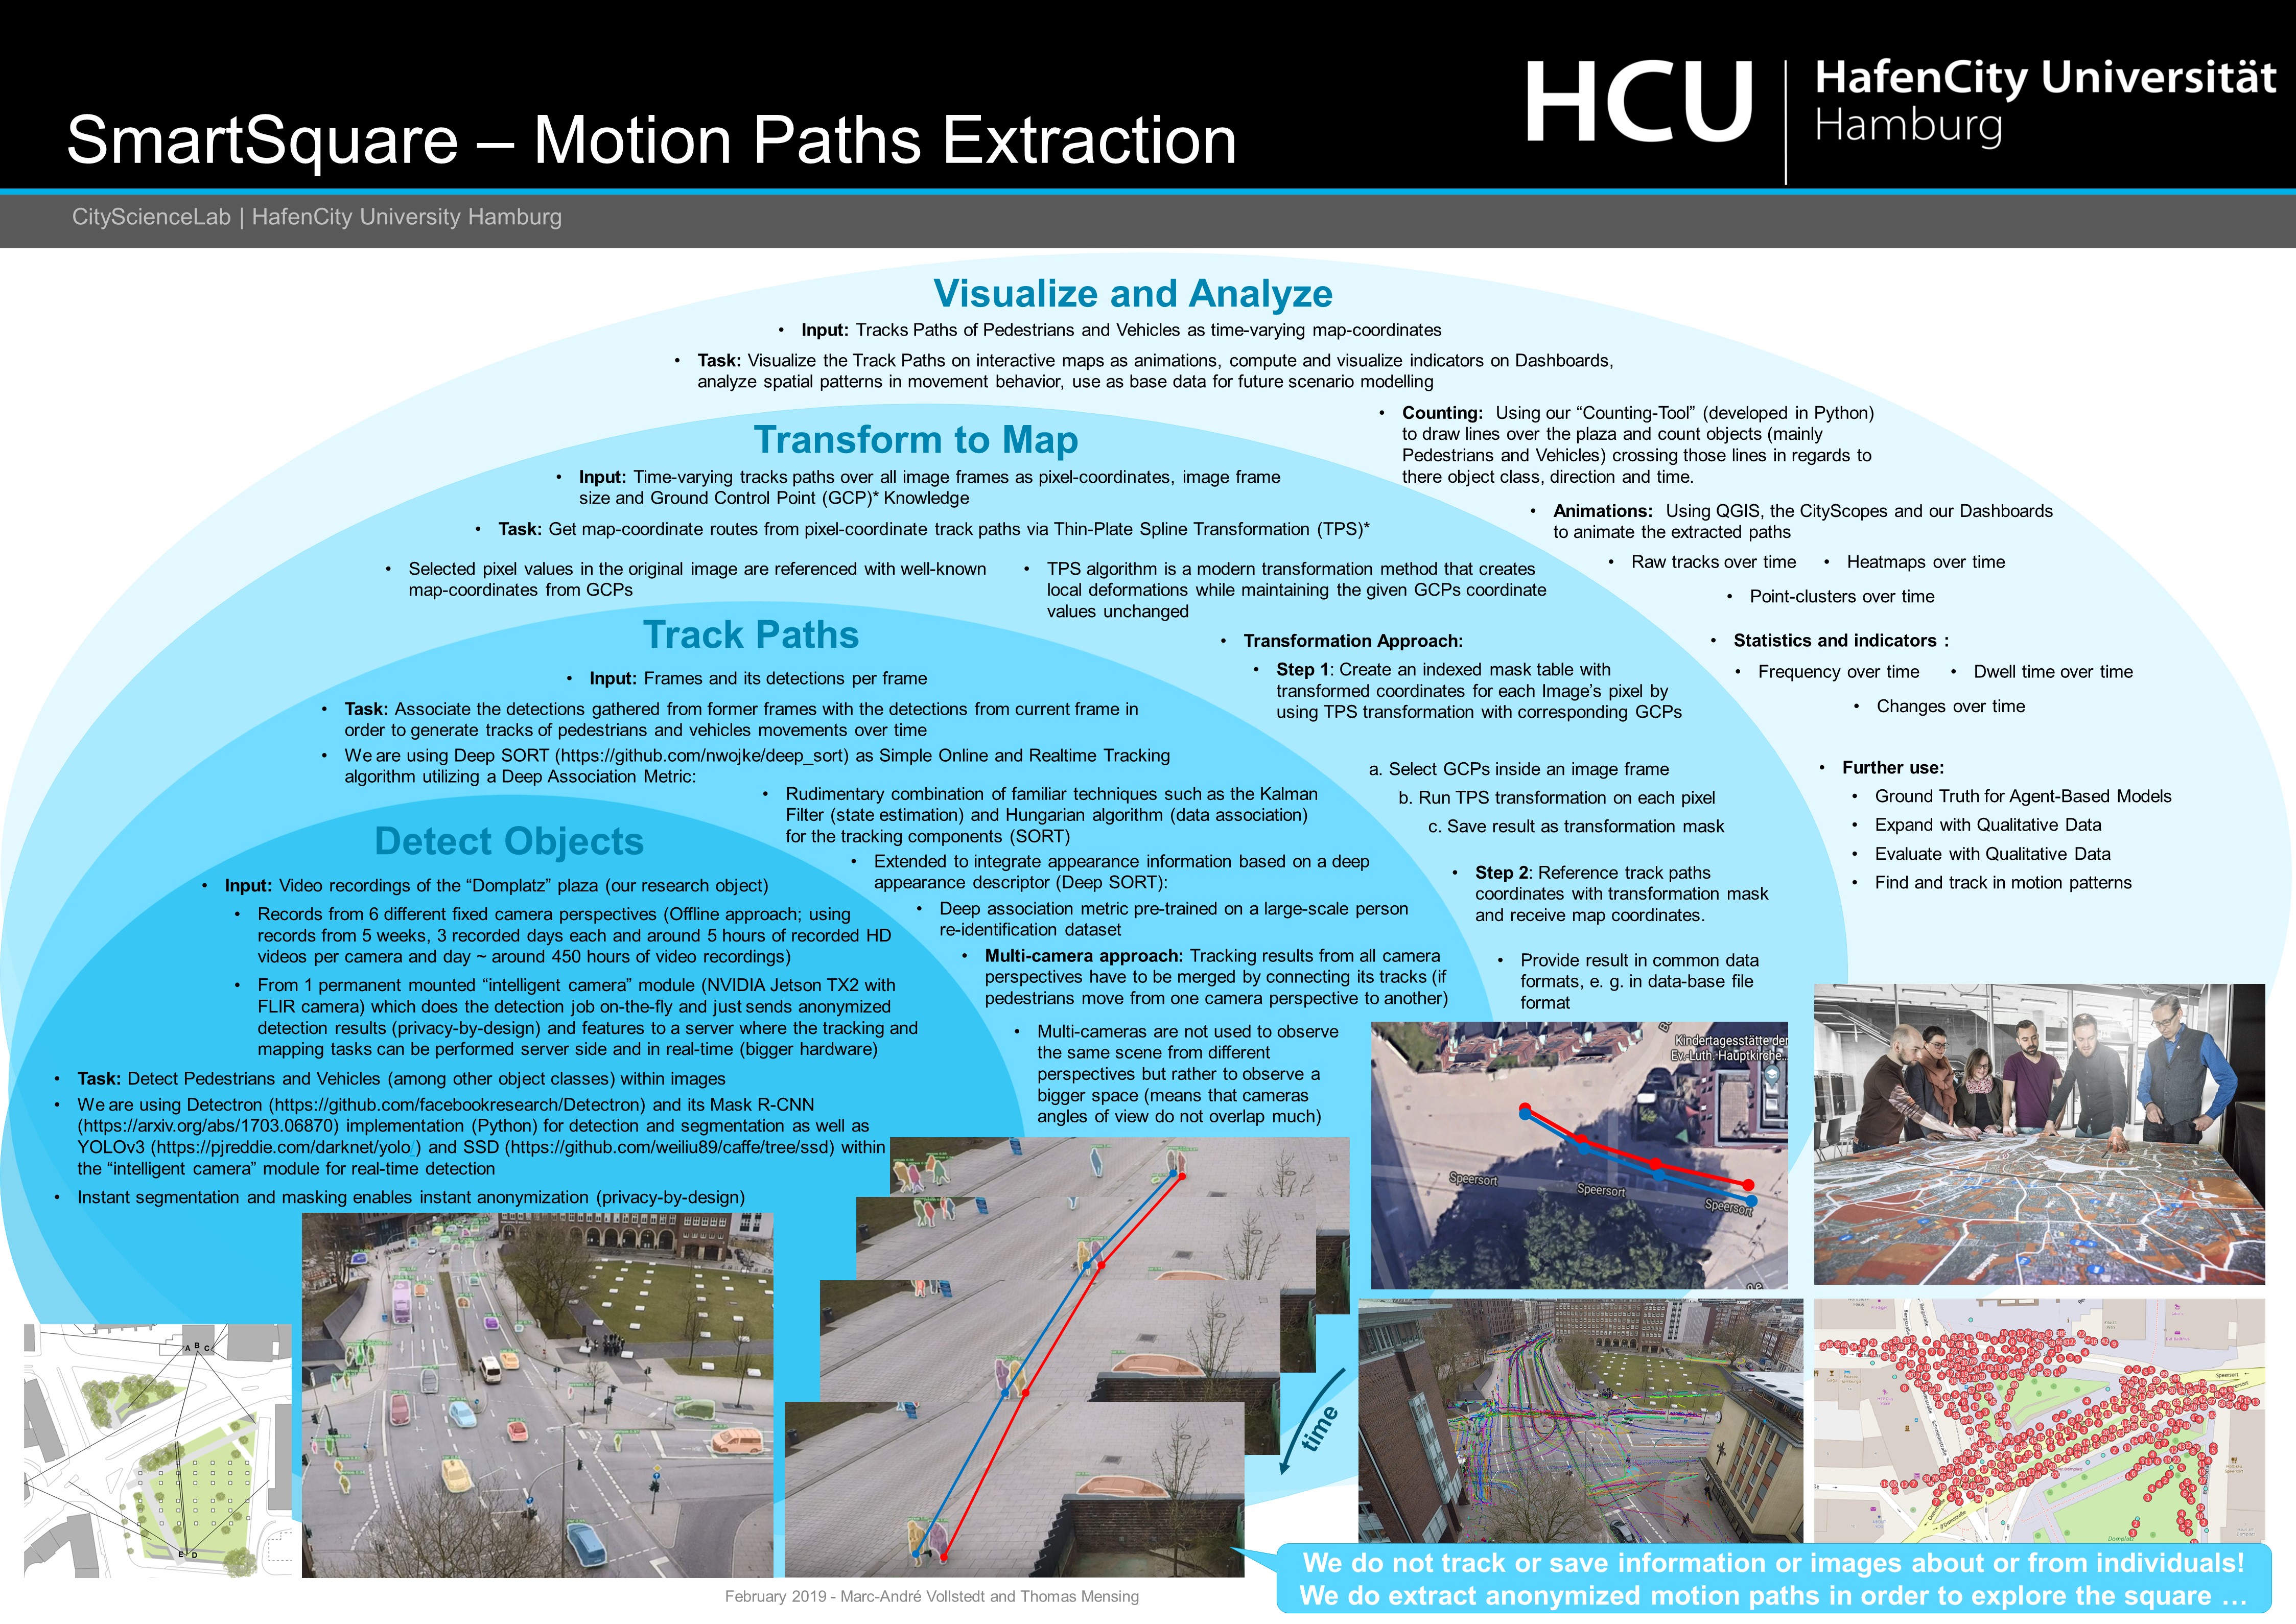 SmartSquare – Motion Paths Extraction
HCU
HafenCity Universität
Hamburg
CityScienceLab | HafenCity University Hamburg
Visualize and Analyze
• Input: Tracks Paths of Pedestrians and Vehicles as time-varying map-coordinates
• Task: Visualize the Track Paths on interactive maps as animations, compute and visualize indicators on Dashboards,
analyze spatial patterns in movement behavior, use as base data for future scenario modelling
• Counting: Using our “Counting-Tool” (developed in Python)
to draw lines over the plaza and count objects (mainly
Pedestrians and Vehicles) crossing those lines in regards to
there object class, direction and time.
• Animations: Using QGIS, the CityScopes and our Dashboards
to animate the extracted paths
• Raw tracks over time • Heatmaps over time
• Point-clusters over time
• Statistics and indicators :
• Frequency over time • Dwell time over time
• Changes over time
• Further use:
• Ground Truth for Agent-Based Models
• Expand with Qualitative Data
• Evaluate with Qualitative Data
• Find and track in motion patterns
Transform to Map
• Input: Time-varying tracks paths over all image frames as pixel-coordinates, image frame
size and Ground Control Point (GCP)* Knowledge
• Task: Get map-coordinate routes from pixel-coordinate track paths via Thin-Plate Spline Transformation (TPS)*
• Selected pixel values in the original image are referenced with well-known
map-coordinates from GCPs
• TPS algorithm is a modern transformation method that creates
local deformations while maintaining the given GCPs coordinate
values unchanged
• Transformation Approach:
• Step 1: Create an indexed mask table with
transformed coordinates for each Image’s pixel by
using TPS transformation with corresponding GCPs
a. Select GCPs inside an image frame
b. Run TPS transformation on each pixel
c. Save result as transformation mask
• Step 2: Reference track paths
coordinates with transformation mask
and receive map coordinates.
• Provide result in common data
formats, e. g. in data-base file
format
Track Paths
• Input: Frames and its detections per frame
• Task: Associate the detections gathered from former frames with the detections from current frame in
order to generate tracks of pedestrians and vehicles movements over time
• We are using Deep SORT (https://github.com/nwojke/deep_sort) as Simple Online and Realtime Tracking
algorithm utilizing a Deep Association Metric:
• Rudimentary combination of familiar techniques such as the Kalman
Filter (state estimation) and Hungarian algorithm (data association)
for the tracking components (SORT)
• Extended to integrate appearance information based on a deep
appearance descriptor (Deep SORT):
• Deep association metric pre-trained on a large-scale person
re-identification dataset
• Multi-camera approach: Tracking results from all camera
perspectives have to be merged by connecting its tracks (if
pedestrians move from one camera perspective to another)
• Multi-cameras are not used to observe
the same scene from different
perspectives but rather to observe a
bigger space (means that cameras
angles of view do not overlap much)
Detect Objects
• Input: Video recordings of the “Domplatz” plaza (our research object)
• Records from 6 different fixed camera perspectives (Offline approach; using
records from 5 weeks, 3 recorded days each and around 5 hours of recorded HD
videos per camera and day ~ around 450 hours of video recordings)
• From 1 permanent mounted “intelligent camera” module (NVIDIA Jetson TX2 with
FLIR camera) which does the detection job on-the-fly and just sends anonymized
detection results (privacy-by-design) and features to a server where the tracking and
mapping tasks can be performed server side and in real-time (bigger hardware)
• Task: Detect Pedestrians and Vehicles (among other object classes) within images
• We are using Detectron (https://github.com/facebookresearch/Detectron) and its Mask R-CNN
(https://arxiv.org/abs/1703.06870) implementation (Python) for detection and segmentation as well as
YOLOv3 (https://pjreddie.com/darknet/yolo/) and SSD (https://github.com/weiliu89/caffe/tree/ssd) within
the “intelligent camera” module for real-time detection
• Instant segmentation and masking enables instant anonymization (privacy-by-design)
A B C
E D
time
Kindertagesstätte der
Ev.-Luth. Hauptkirche...
Speersort
Speersort
Speersort
Speersort
Domplatz
We do not track or save information or images about or from individuals!
We do extract anonymized motion paths in order to explore the square …
February 2019 - Marc-André Vollstedt and Thomas Mensing